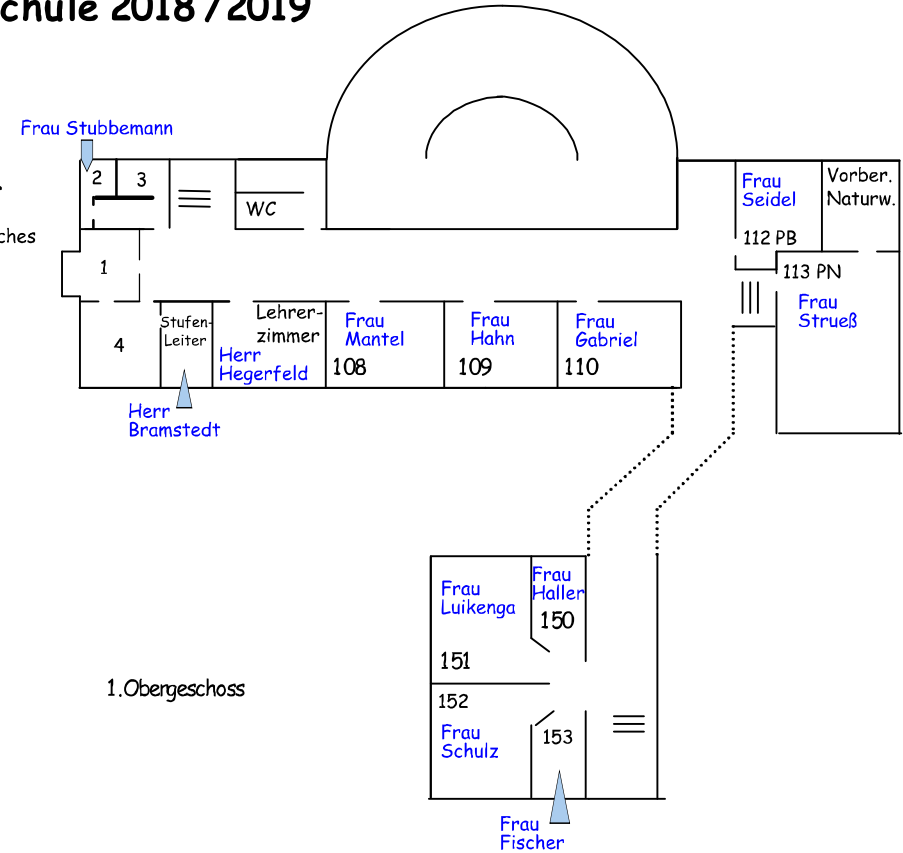 chule 2018 /2019
Frau Stubbemann
ches
2
3
WC
1
4
Stufen-
Leiter
Herr
Bramstedt
Lehrer-
zimmer
Herr
Hegerfeld
Frau
Mantel
108
Frau
Hahn
109
Frau
Gabriel
110
Frau
Seidel
112 PB
Vorber.
Naturw.
113 PN
Frau
Strueß
Frau
Luikenga
151
Frau
Haller
150
152
Frau
Schulz
153
Frau
Fischer
1.Obergeschoss